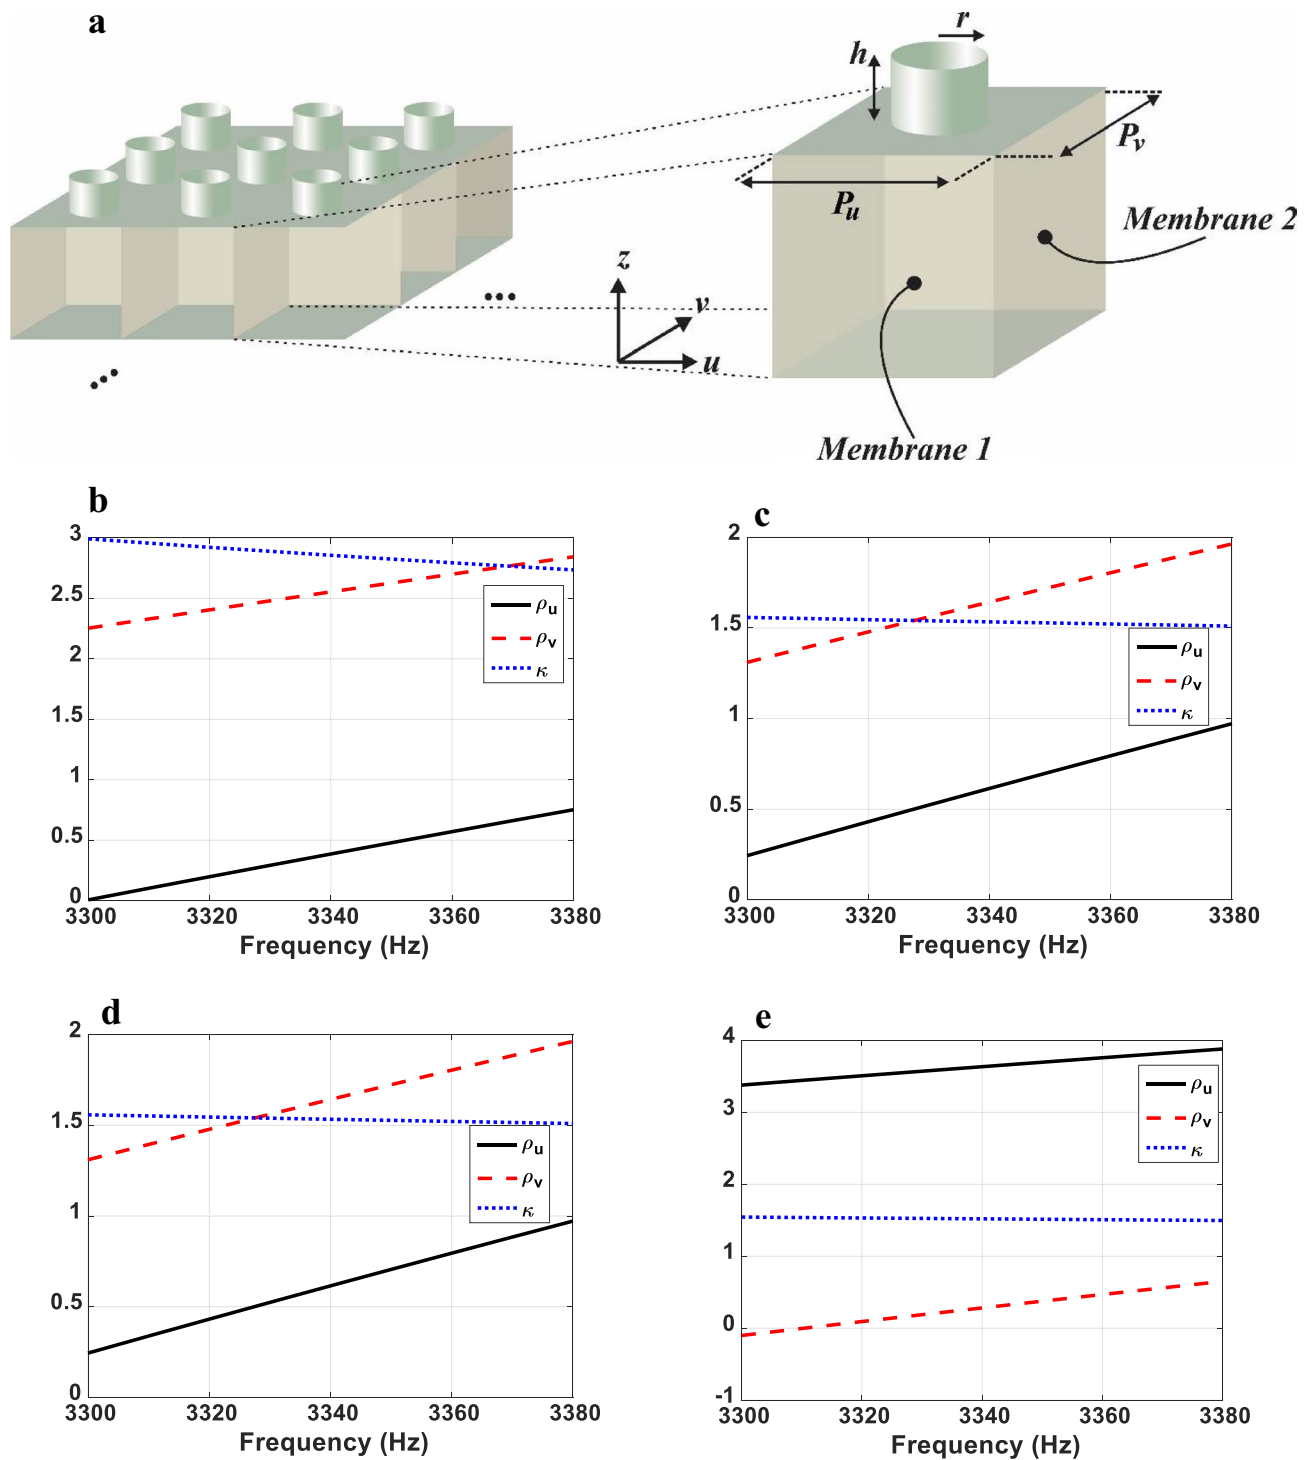 a
r
h
P_v
P_u
Membrane 2
z
v
u
Membrane 1
b
3
2.5
2
1.5
1
0.5
0
3300 3320 3340 3360 3380
Frequency (Hz)
ρ_u
ρ_v
κ
c
2
1.5
1
0.5
0
3300 3320 3340 3360 3380
Frequency (Hz)
ρ_u
ρ_v
κ
d
2
1.5
1
0.5
0
3300 3320 3340 3360 3380
Frequency (Hz)
ρ_u
ρ_v
κ
e
4
3
2
1
0
-1
3300 3320 3340 3360 3380
Frequency (Hz)
ρ_u
ρ_v
κ